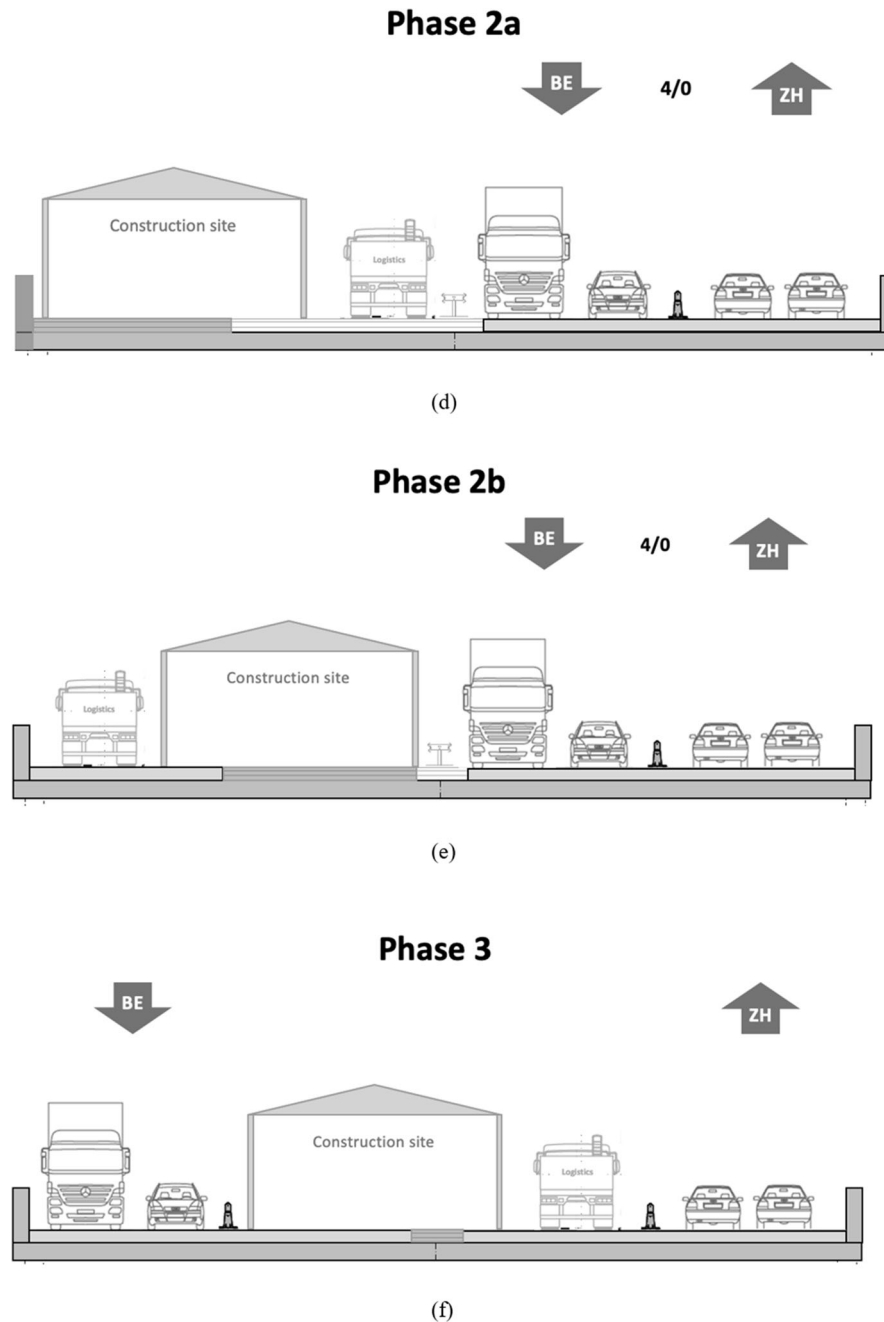 Phase 2a
BE 4/0 ZH
Construction site
Logistics
(d)
Phase 2b
BE 4/0 ZH
Construction site
Logistics
(e)
Phase 3
BE ZH
Construction site
Logistics
(f)